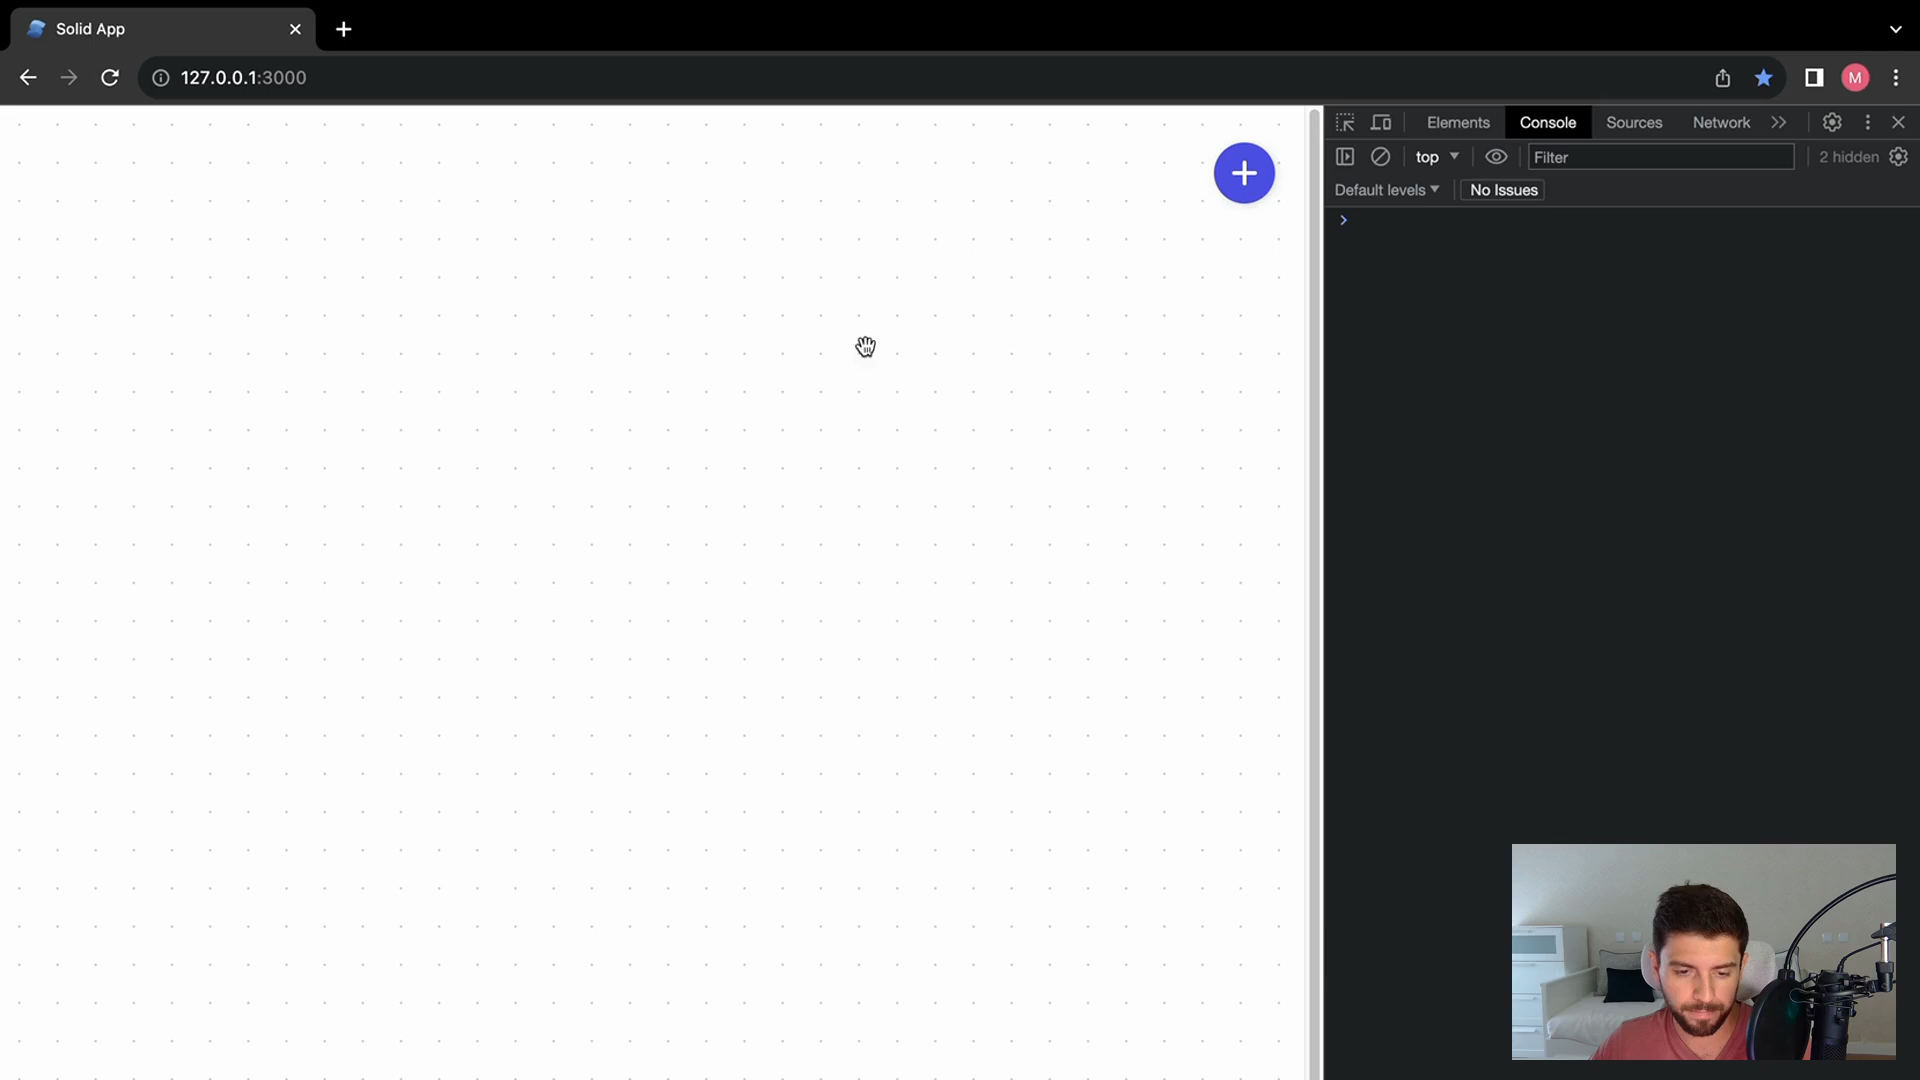 Solid App
127.0.0.1:3000
M
Elements Console Sources Network
top Filter 2 hidden
Default levels No Issues